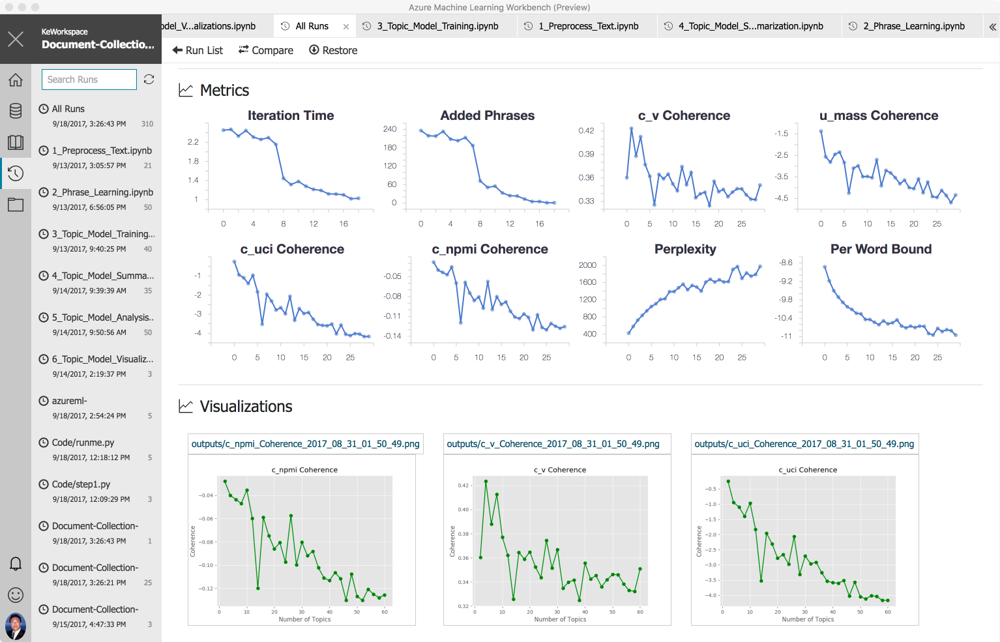 Azure Machine Learning Workbench (Preview)
KeWorkspace
Document-Collectio...
odel_V...alizations.ipynb
All Runs
3_Topic_Model_Training.ipynb
1_Preprocess_Text.ipynb
4_Topic_Model_S...marization.ipynb
2_Phrase_Learning.ipynb
Run List
Compare
Restore
Search Runs
All Runs
9/18/2017, 3:26:43 PM 310
1_Preprocess_Text.ipynb
9/13/2017, 3:05:57 PM 21
2_Phrase_Learning.ipynb
9/13/2017, 6:56:05 PM 50
3_Topic_Model_Training...
9/13/2017, 9:40:25 PM 40
4_Topic_Model_Summa...
9/14/2017, 9:39:39 AM 35
5_Topic_Model_Analysis...
9/14/2017, 9:50:56 AM 50
6_Topic_Model_Visualiz...
9/14/2017, 2:19:37 PM 3
azureml-
9/18/2017, 2:54:24 PM 5
Code/runme.py
9/18/2017, 12:18:12 PM 5
Code/step1.py
9/18/2017, 12:09:29 PM 3
Document-Collection-
9/18/2017, 3:26:43 PM 1
Document-Collection-
9/18/2017, 3:26:21 PM 25
Document-Collection-
9/15/2017, 4:47:33 PM 3
Metrics
Iteration Time
2.2
1.8
1.4
1
0 4 8 12 16
Added Phrases
240
180
120
60
0
0 4 8 12 16
c_v Coherence
0.42
0.39
0.36
0.33
0 5 10 15 20 25
u_mass Coherence
-1.5
-2.5
-3.5
-4.5
0 5 10 15 20 25
c_uci Coherence
-1
-2
-3
-4
0 5 10 15 20 25
c_npmi Coherence
-0.05
-0.08
-0.11
-0.14
0 5 10 15 20 25
Perplexity
2000
1600
1200
800
400
0 5 10 15 20 25
Per Word Bound
-8.6
-9.2
-9.8
-10.4
-11
0 5 10 15 20 25
Visualizations
outputs/c_npmi_Coherence_2017_08_31_01_50_49.png
c_npmi Coherence
Coherence
−0.04
−0.06
−0.08
−0.10
−0.12
0 10 20 30 40 50 60
Number of Topics
outputs/c_v_Coherence_2017_08_31_01_50_49.png
c_v Coherence
Coherence
0.42
0.40
0.38
0.36
0.34
0.32
0 10 20 30 40 50 60
Number of Topics
outputs/c_uci_Coherence_2017_08_31_01_50_49.png
c_uci Coherence
Coherence
−0.5
−1.0
−1.5
−2.0
−2.5
−3.0
−3.5
−4.0
0 10 20 30 40 50 60
Number of Topics